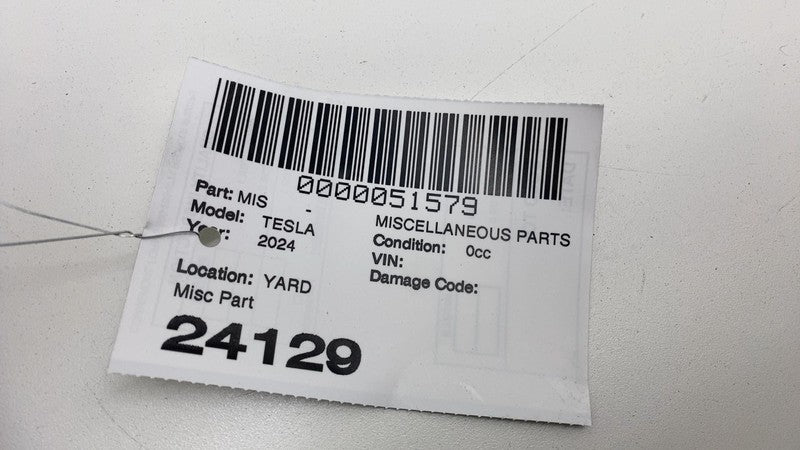 0000051579
Part: MIS - MISCELLANEOUS PARTS
Model: TESLA Condition: 0cc
Year: 2024 VIN:
Damage Code:
Location: YARD
Misc Part
24129